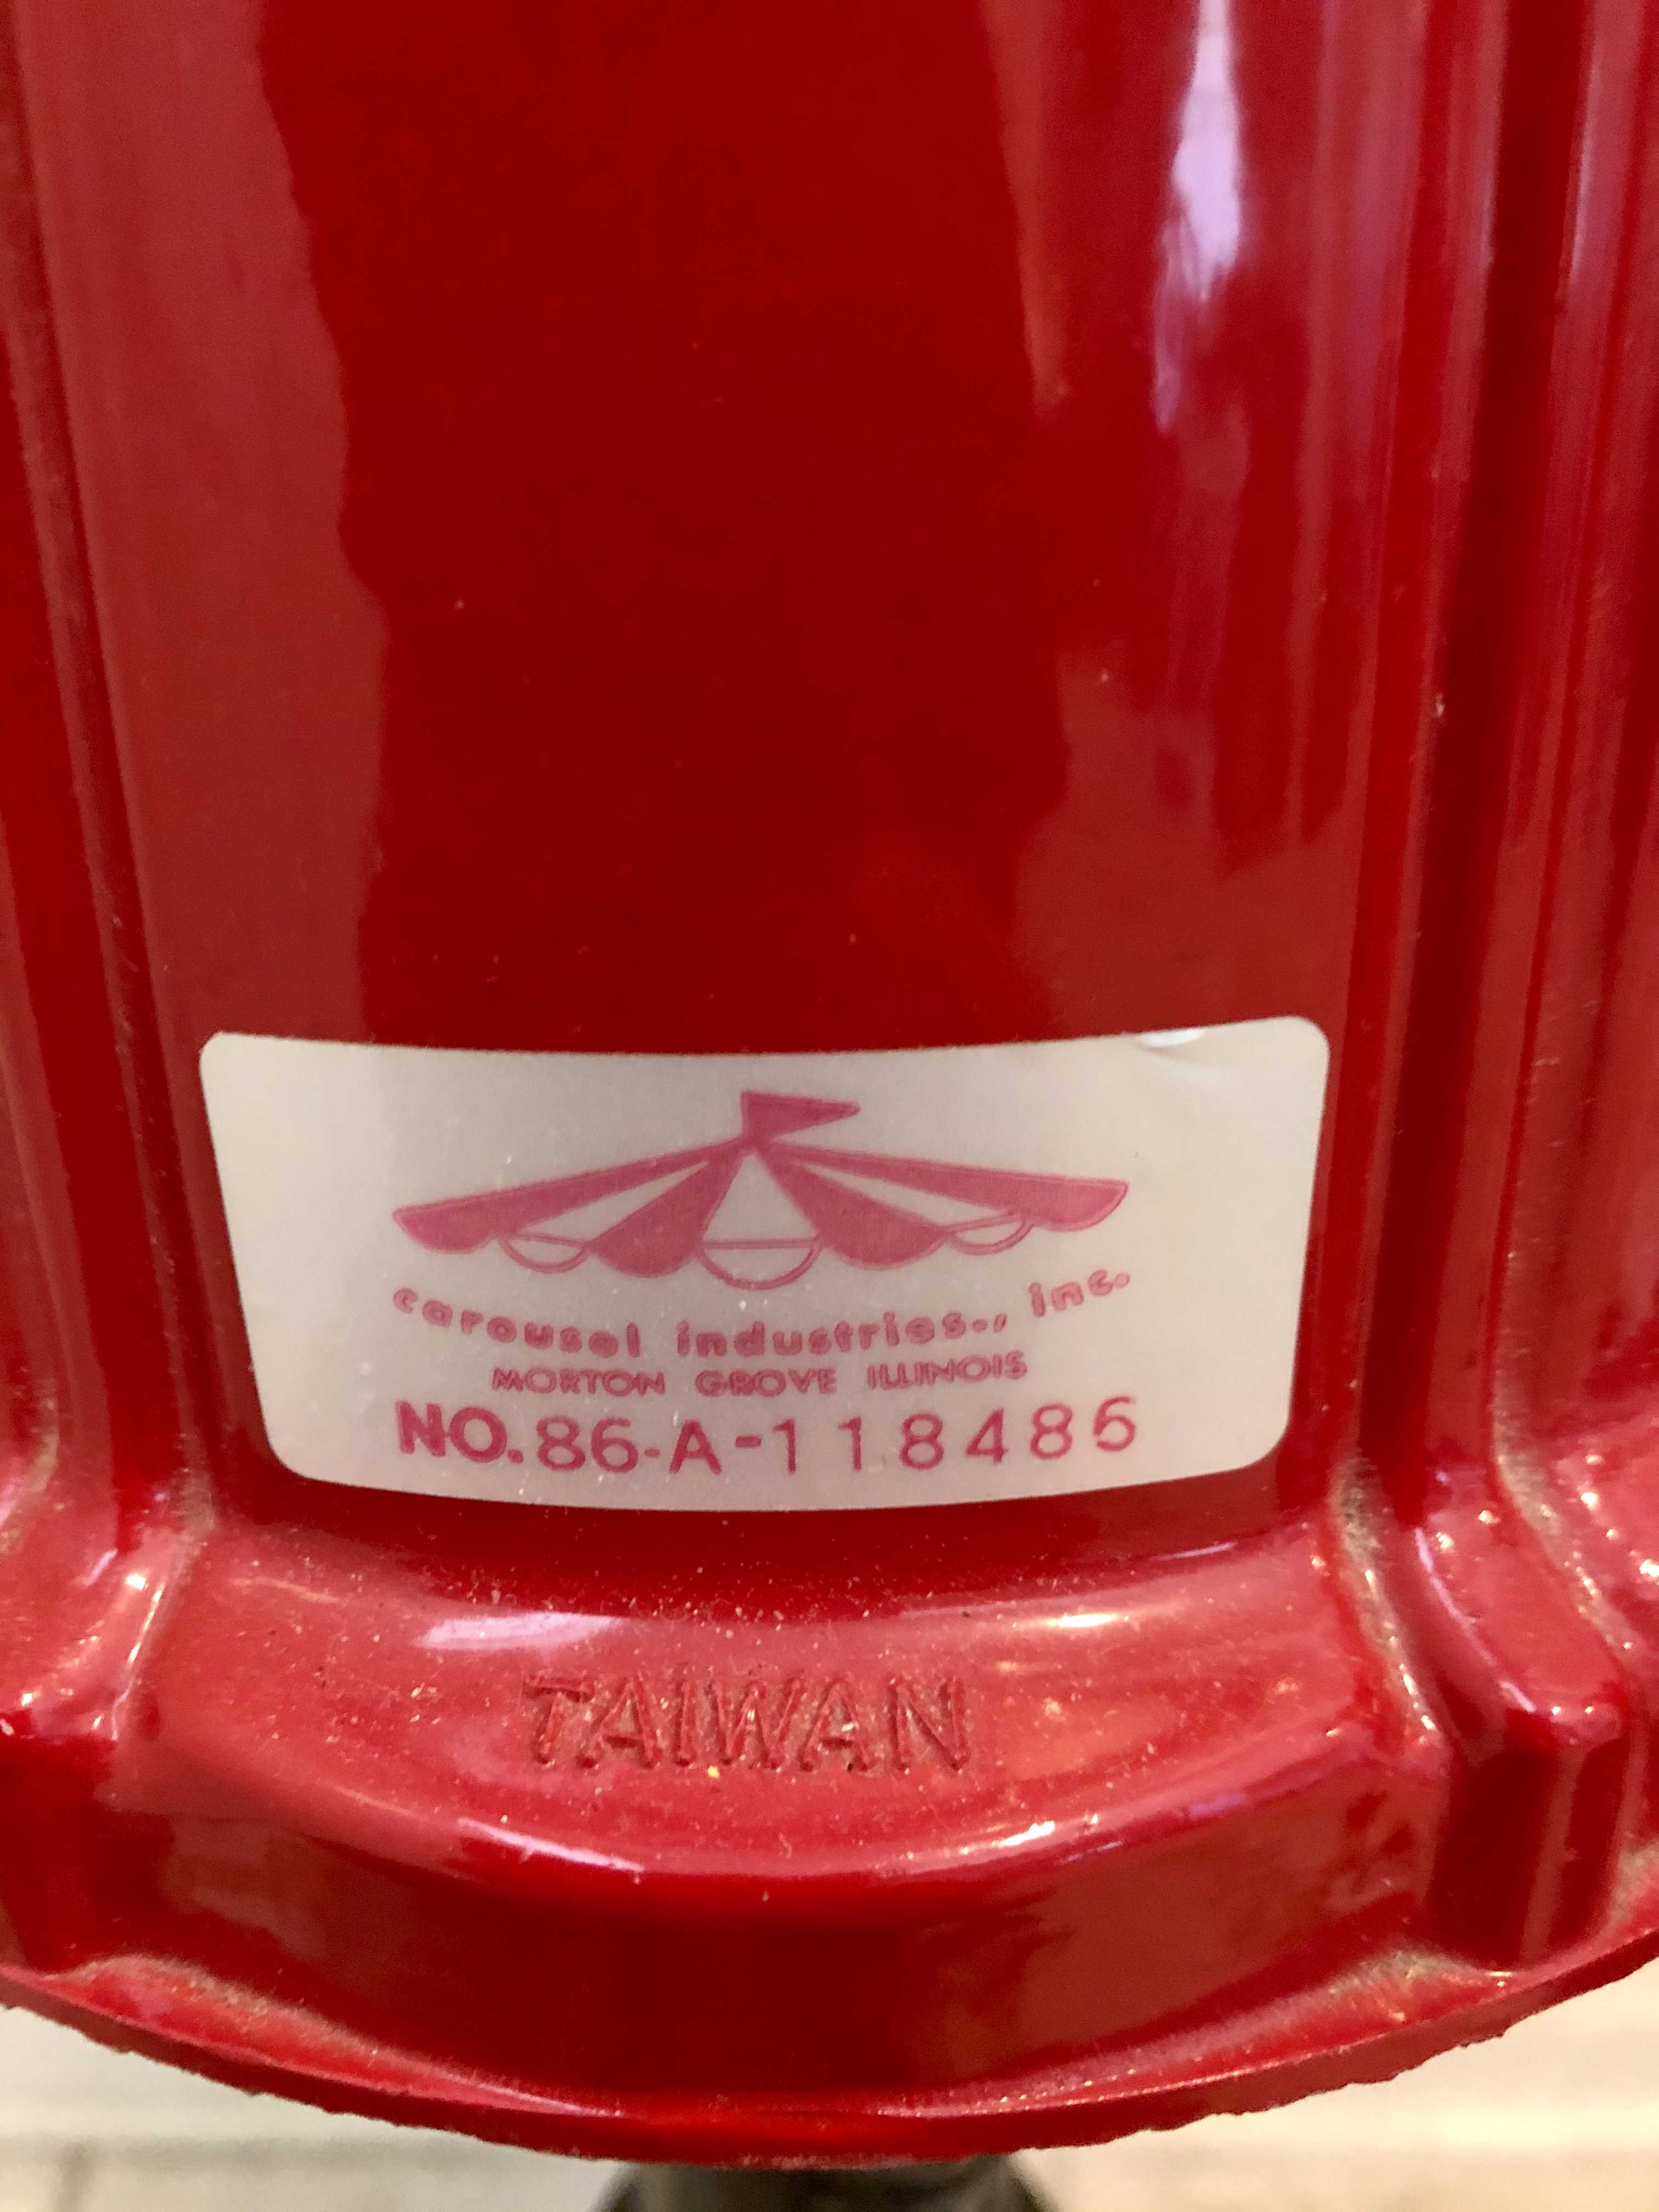 carousel industries., inc.
MORTON GROVE ILLINOIS
NO.86-A-118486
TAIWAN